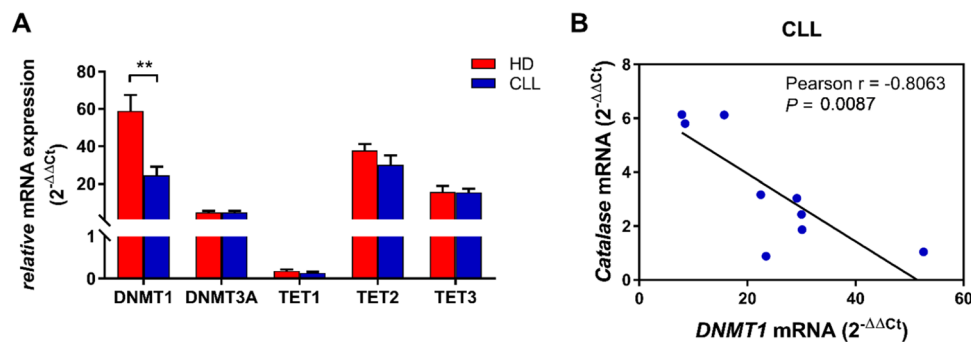 A
relative mRNA expression
(2-ΔΔCt)
80
60
40
20
1
0
**
HD
CLL
DNMT1 DNMT3A TET1 TET2 TET3
B
CLL
Pearson r = -0.8063
P = 0.0087
Catalase mRNA (2-ΔΔCt)
8
6
4
2
0
0 20 40 60
DNMT1 mRNA (2-ΔΔCt)